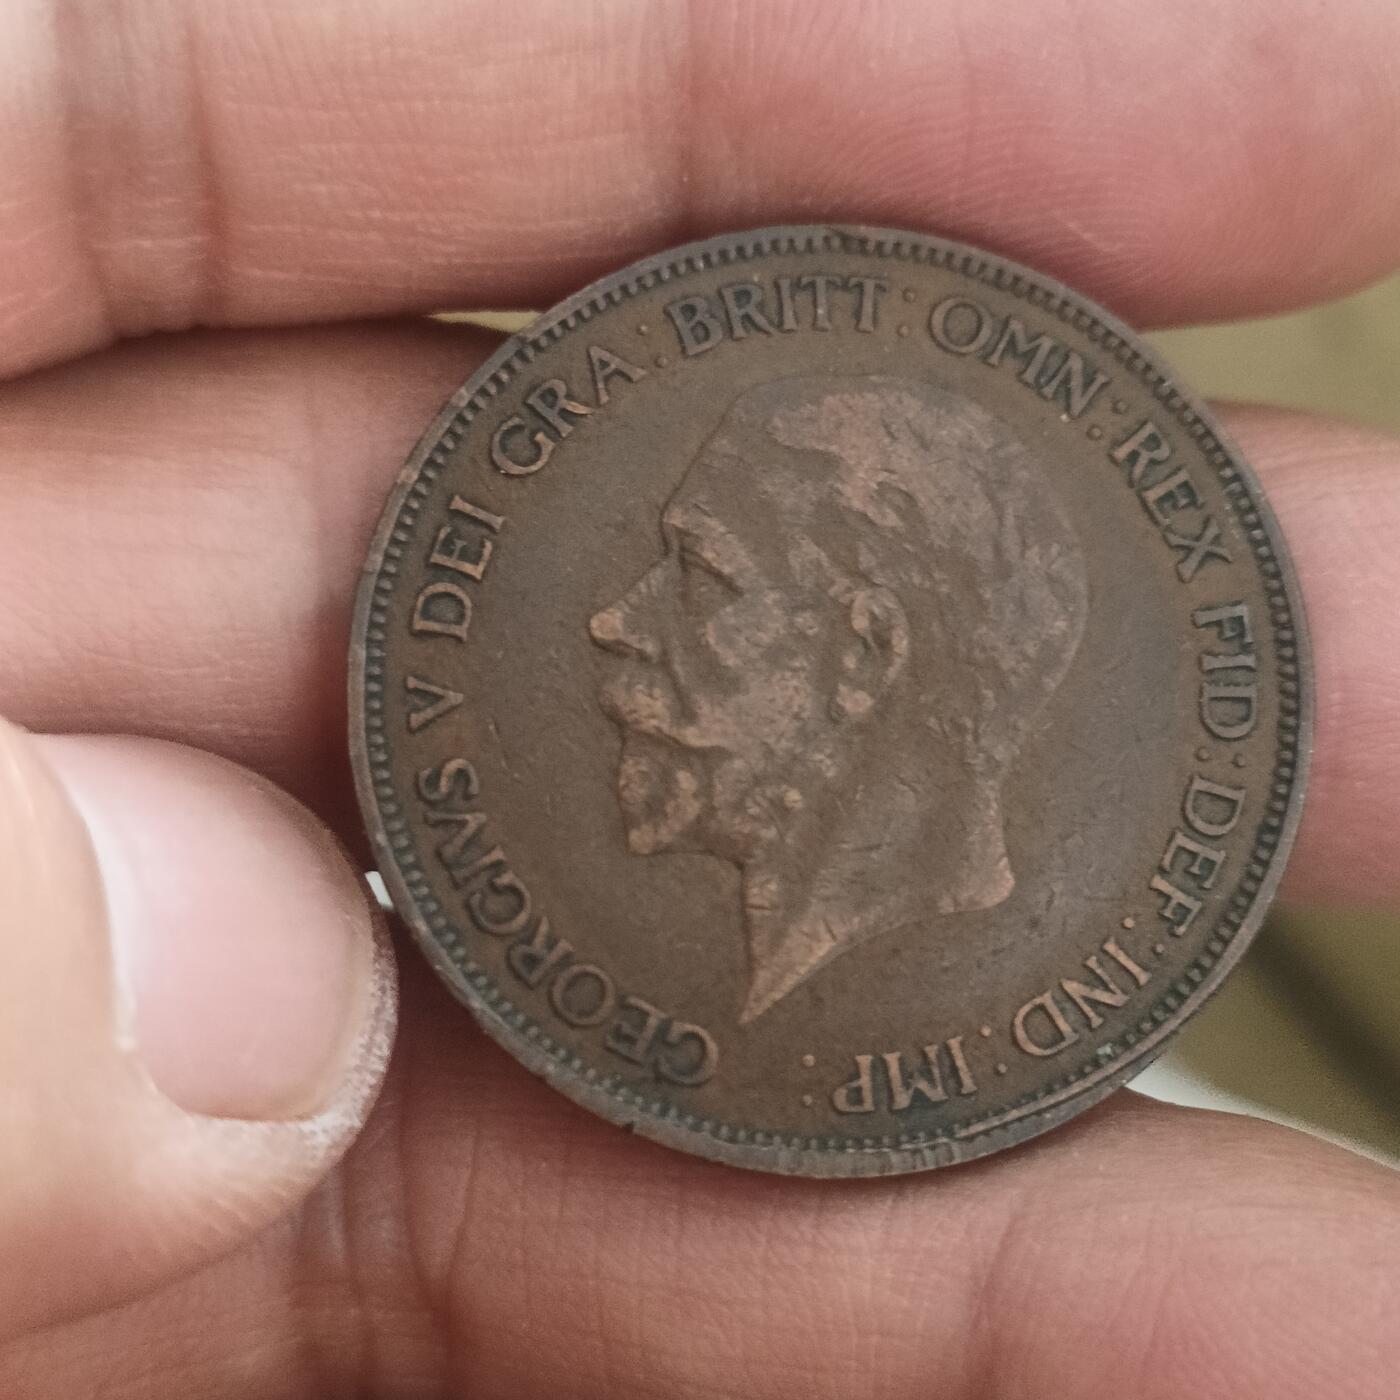 GEORGIVS V DEI GRA: BRITT: OMN: REX FID: DEF: IND: IMP: